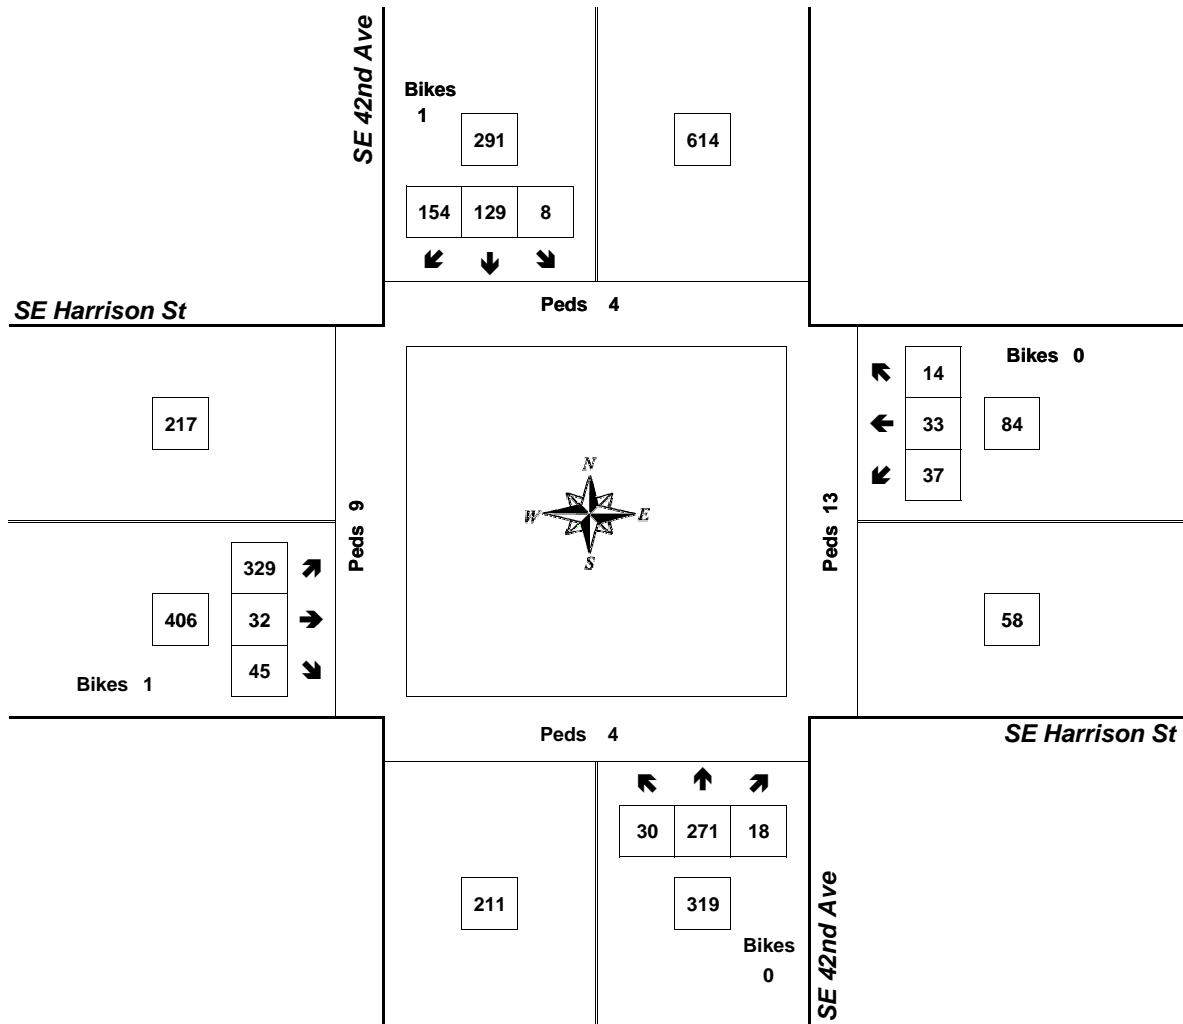 SE 42nd Ave
Bikes
1
291
614
154 129 8
SE Harrison St
Peds 4
Bikes 0
14
217
33 84
37
N
W E
S
Peds 9
Peds 13
329
406 32
58
45
Bikes 1
Peds 4
SE Harrison St
30 271 18
211
319
SE 42nd Ave
Bikes
0